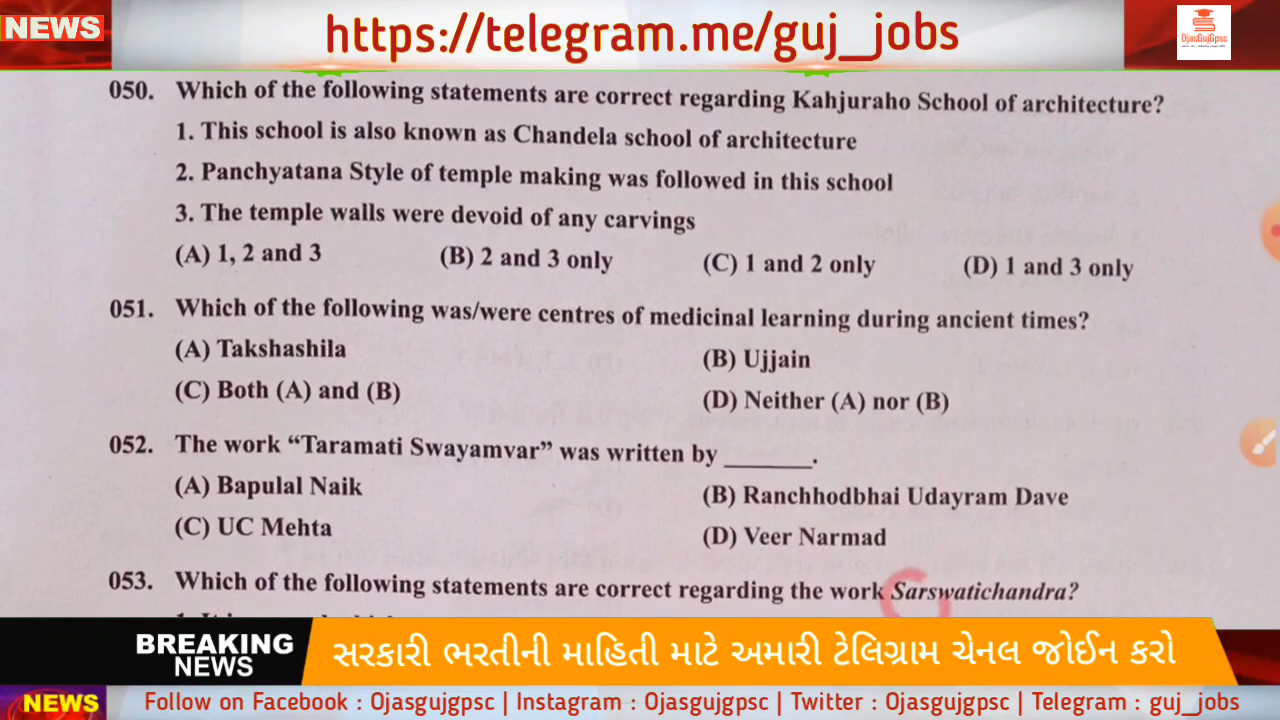 NEWS
https://telegram.me/guj_jobs
OjasGujGpsc
050. Which of the following statements are correct regarding Kahjuraho School of architecture?
1. This school is also known as Chandela school of architecture
2. Panchyatana Style of temple making was followed in this school
3. The temple walls were devoid of any carvings
(A) 1, 2 and 3 (B) 2 and 3 only (C) 1 and 2 only (D) 1 and 3 only
051. Which of the following was/were centres of medicinal learning during ancient times?
(A) Takshashila (B) Ujjain
(C) Both (A) and (B) (D) Neither (A) nor (B)
052. The work “Taramati Swayamvar” was written by _______.
(A) Bapulal Naik (B) Ranchhodbhai Udayram Dave
(C) UC Mehta (D) Veer Narmad
053. Which of the following statements are correct regarding the work Sarswatichandra?
BREAKING NEWS
સરકારી ભરતીની માહિતી માટે અમારી ટેલિગ્રામ ચેનલ જોઈન કરો
NEWS
Follow on Facebook : Ojasgujgpsc | Instagram : Ojasgujgpsc | Twitter : Ojasgujgpsc | Telegram : guj_jobs